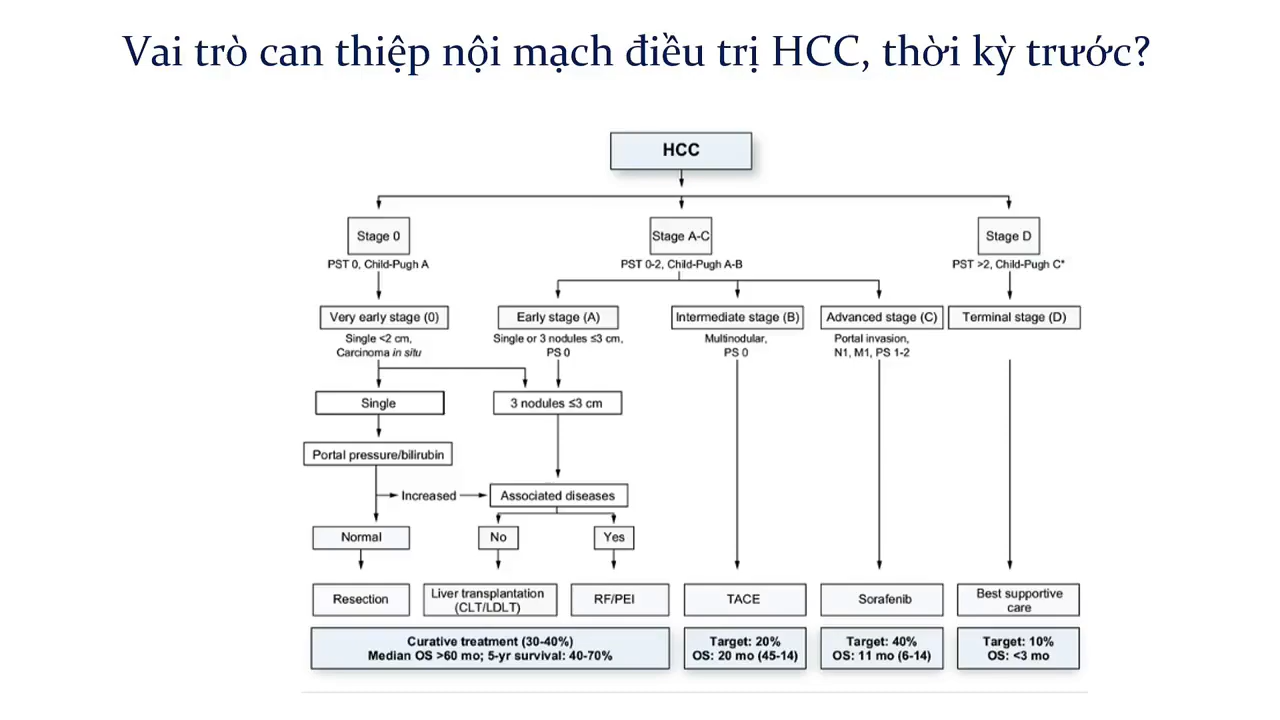 Vai trò can thiệp nội mạch điều trị HCC, thời kỳ trước?
HCC
Stage 0
PST 0, Child-Pugh A
Stage A-C
PST 0-2, Child-Pugh A-B
Stage D
PST >2, Child-Pugh C*
Very early stage (0)
Single <2 cm,
Carcinoma in situ
Early stage (A)
Single or 3 nodules ≤3 cm,
PS 0
Intermediate stage (B)
Multinodular,
PS 0
Advanced stage (C)
Portal invasion,
N1, M1, PS 1-2
Terminal stage (D)
Single
3 nodules ≤3 cm
Portal pressure/bilirubin
Increased
Associated diseases
Normal
No
Yes
Resection
Liver transplantation
(CLT/LDLT)
RF/PEI
TACE
Sorafenib
Best supportive
care
Curative treatment (30-40%)
Median OS >60 mo; 5-yr survival: 40-70%
Target: 20%
OS: 20 mo (45-14)
Target: 40%
OS: 11 mo (6-14)
Target: 10%
OS: <3 mo